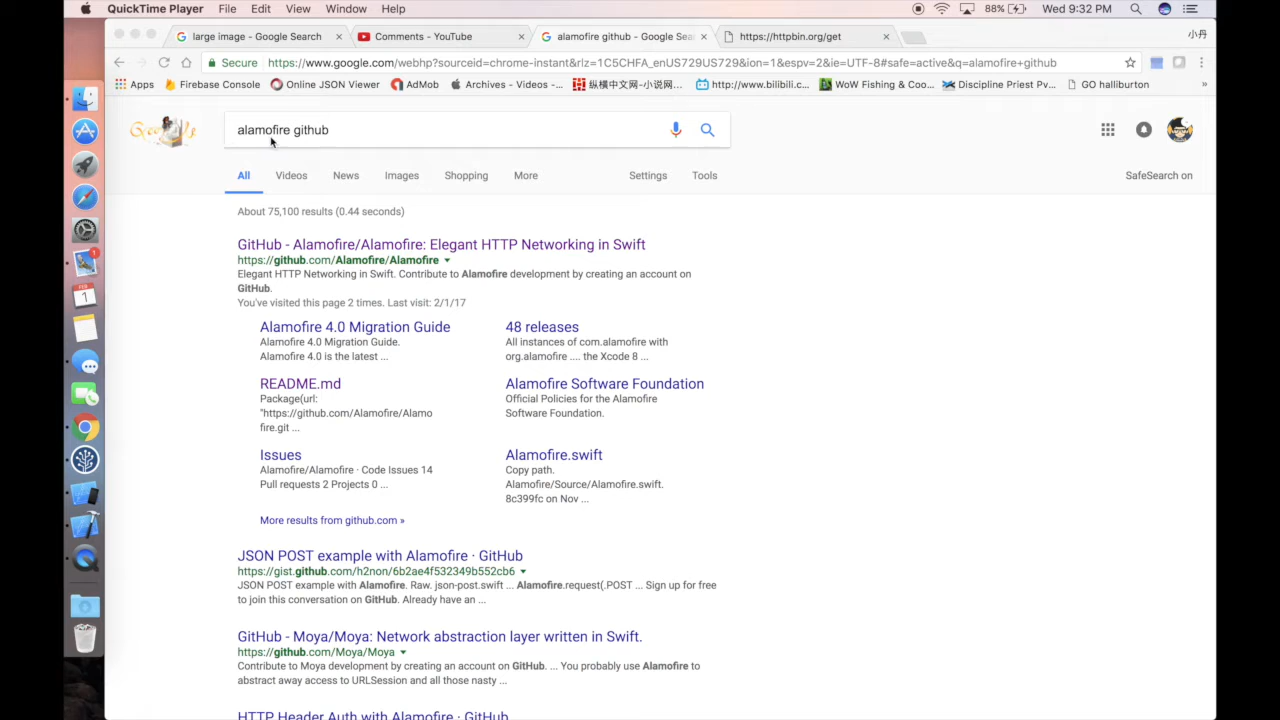 QuickTime Player File Edit View Window Help 88% Wed 9:32 PM
large image - Google Search Comments - YouTube alamofire github - Google Sea https://httpbin.org/get 小丹
Secure https://www.google.com/webhp?sourceid=chrome-instant&rlz=1C5CHFA_enUS729US729&ion=1&espv=2&ie=UTF-8#safe=active&q=alamofire+github
Apps Firebase Console Online JSON Viewer AdMob Archives - Videos -... 纵横中文网-小说网... http://www.bilibili.c... WoW Fishing & Coo... Discipline Priest Pv... GO halliburton »
alamofire github
All Videos News Images Shopping More Settings Tools SafeSearch on
About 75,100 results (0.44 seconds)
GitHub - Alamofire/Alamofire: Elegant HTTP Networking in Swift
https://github.com/Alamofire/Alamofire
Elegant HTTP Networking in Swift. Contribute to Alamofire development by creating an account on
GitHub.
You've visited this page 2 times. Last visit: 2/1/17
Alamofire 4.0 Migration Guide
Alamofire 4.0 Migration Guide.
Alamofire 4.0 is the latest ...
48 releases
All instances of com.alamofire with
org.alamofire .... the Xcode 8 ...
README.md
Package(url:
"https://github.com/Alamofire/Alamo
fire.git ...
Alamofire Software Foundation
Official Policies for the Alamofire
Software Foundation.
Issues
Alamofire/Alamofire · Code Issues 14
Pull requests 2 Projects 0 ...
Alamofire.swift
Copy path.
Alamofire/Source/Alamofire.swift.
8c399fc on Nov ...
More results from github.com »
JSON POST example with Alamofire · GitHub
https://gist.github.com/h2non/6b2ae4f532349b552cb6
JSON POST example with Alamofire. Raw. json-post.swift ... Alamofire.request(.POST ... Sign up for free
to join this conversation on GitHub. Already have an ...
GitHub - Moya/Moya: Network abstraction layer written in Swift.
https://github.com/Moya/Moya
Contribute to Moya development by creating an account on GitHub. ... You probably use Alamofire to
abstract away access to URLSession and all those nasty ...
HTTP Header Auth with Alamofire · GitHub
FEB
1
1